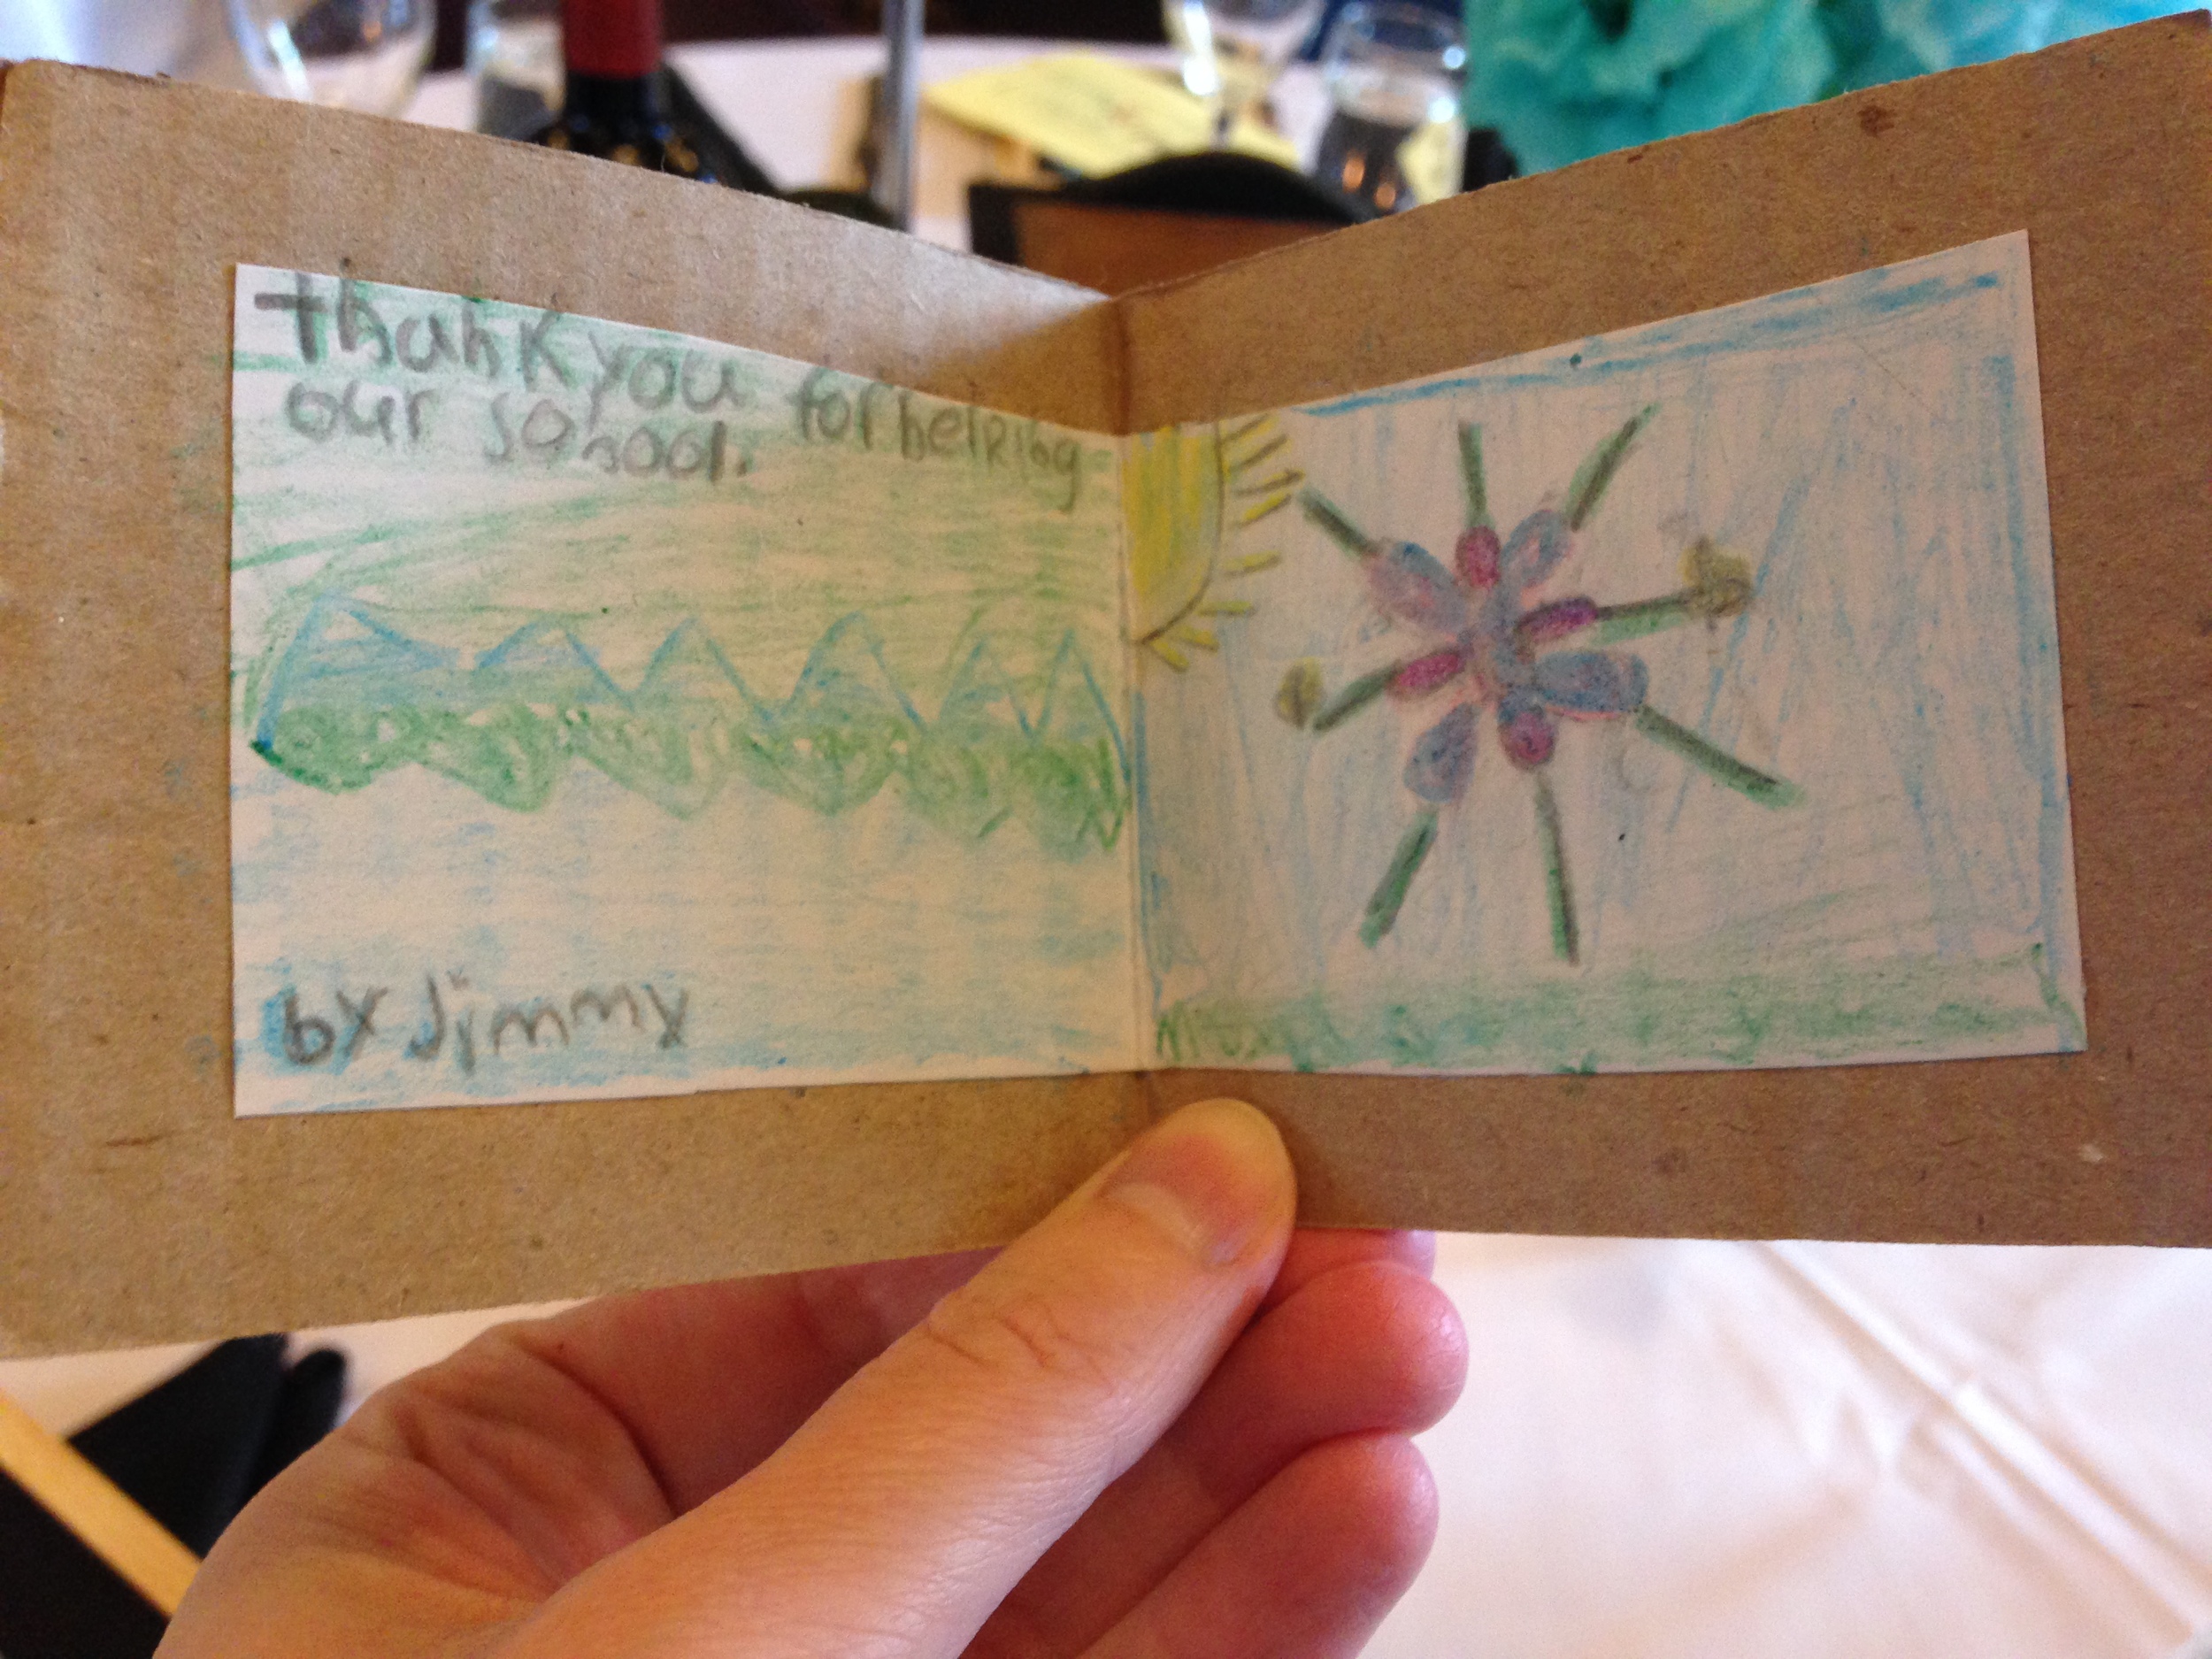 thank you for helping
our school.
by Jimmy